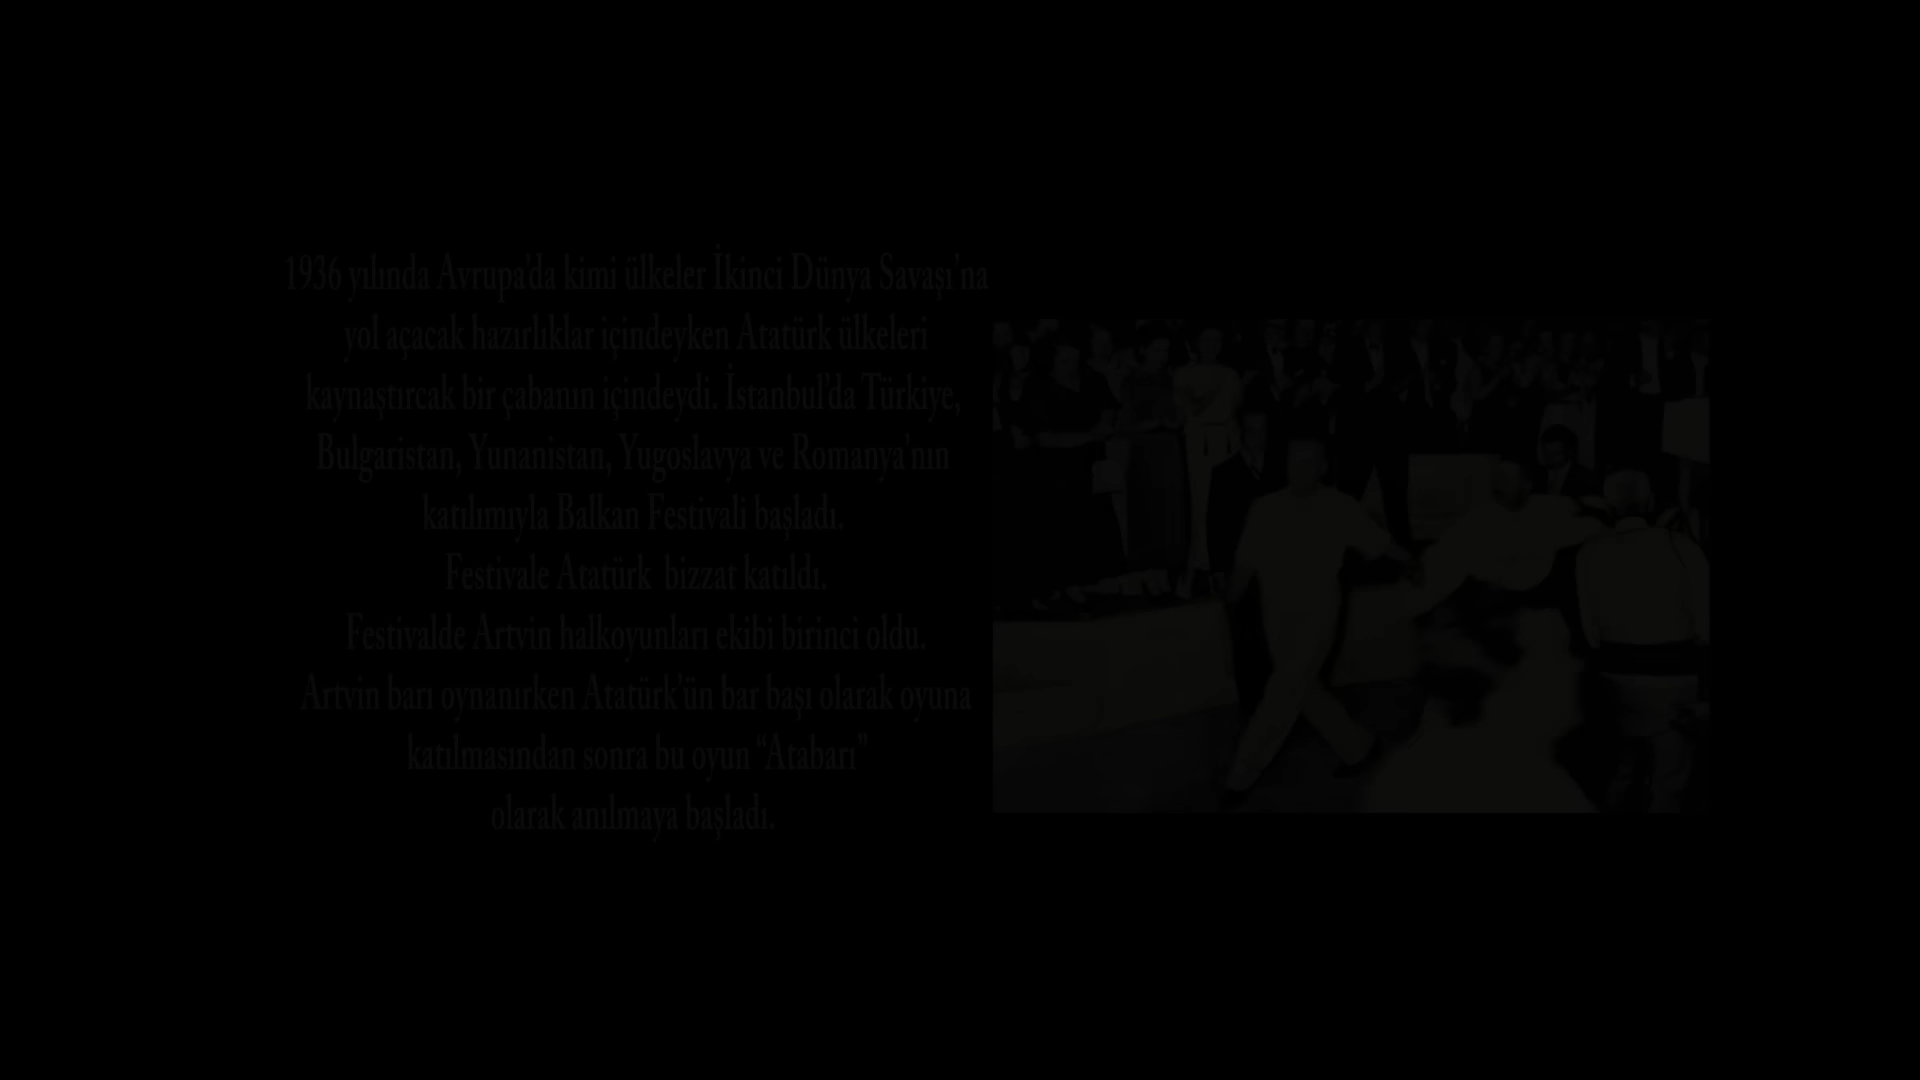 1936 yılında Avrupa'da kimi ülkeler İkinci Dünya Savaşı'na
yol açacak hazırlıklar içindeyken Atatürk ülkeleri
kaynaştırcak bir çabanın içindeydi. İstanbul'da Türkiye,
Bulgaristan, Yunanistan, Yugoslavya ve Romanya'nın
katılımıyla Balkan Festivali başladı.
Festivale Atatürk bizzat katıldı.
Festivalde Artvin halkoyunları ekibi birinci oldu.
Artvin barı oynanırken Atatürk'ün bar başı olarak oyuna
katılmasından sonra bu oyun “Atabarı”
olarak anılmaya başladı.